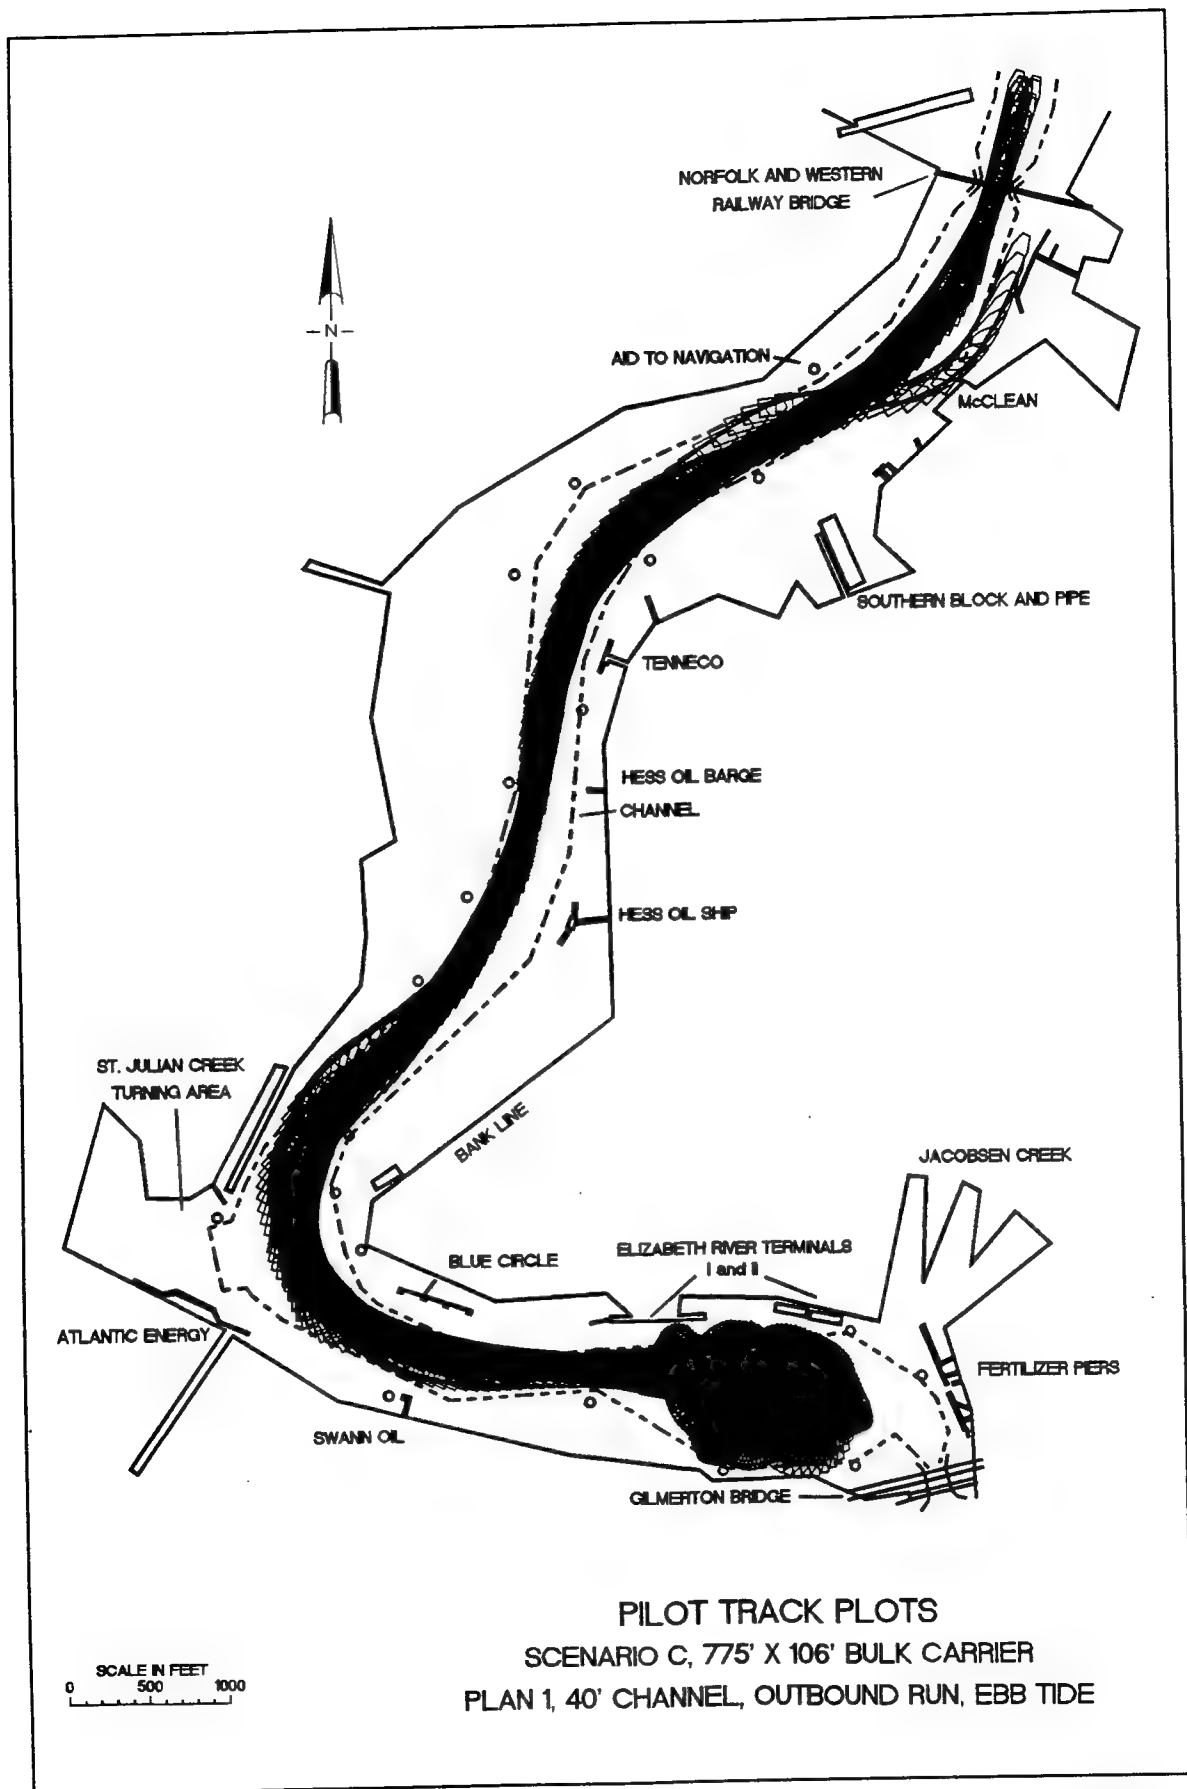 NORFOLK AND WESTERN
RAILWAY BRIDGE
N
AID TO NAVIGATION
McCLEAN
SOUTHERN BLOCK AND PIPE
TENNECO
HESS OIL BARGE
CHANNEL
HESS OIL SHIP
ST. JULIAN CREEK
TURNING AREA
BANK LINE
JACOBSEN CREEK
ELIZABETH RIVER TERMINALS
I and II
BLUE CIRCLE
ATLANTIC ENERGY
FERTILIZER PIERS
SWANN OIL
GILMERTON BRIDGE
PILOT TRACK PLOTS
SCENARIO C, 775' X 106' BULK CARRIER
PLAN 1, 40' CHANNEL, OUTBOUND RUN, EBB TIDE
SCALE IN FEET
0 500 1000